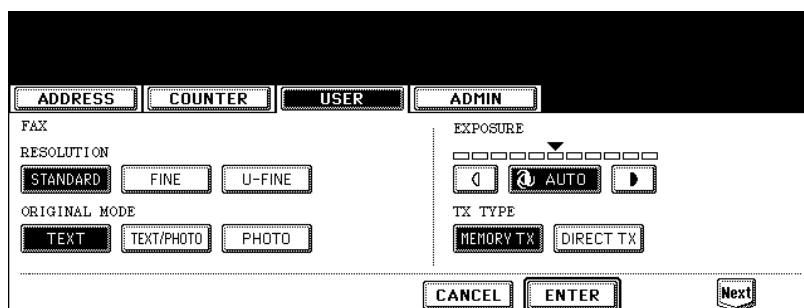 ADDRESS COUNTER USER ADMIN
FAX
RESOLUTION
STANDARD FINE U-FINE
ORIGINAL MODE
TEXT TEXT/PHOTO PHOTO
EXPOSURE
AUTO
TX TYPE
MEMORY TX DIRECT TX
CANCEL ENTER Next